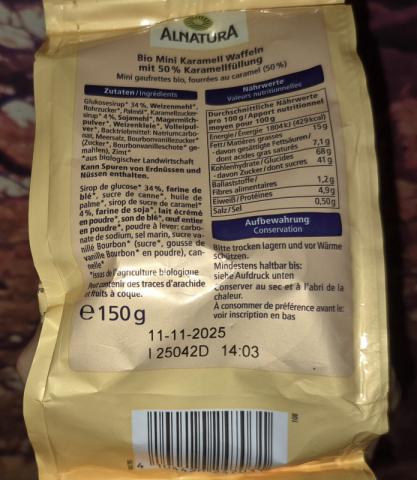 ALNATURA
Bio Mini Karamell Waffeln
mit 50% Karamellfüllung
Mini gaufrettes bio, fourrées au caramel (50%)
Zutaten/Ingrédients
Glukosesirup* 34%, Weizenmehl*,
Rohrzucker*, Palmöl*, Karamellzucker-
sirup* 4%, Sojamehl*, Magermilch-
pulver*, Weizenkleie*, Volleipul-
ver*, Backtriebmittel: Natriumcarbo-
nat, Meersalz, Bourbonvanillezucker*
(Zucker*, Bourbonvanilleschote* ge-
mahlen), Zimt*
*aus biologischer Landwirtschaft
Kann Spuren von Erdnüssen und
Nüssen enthalten.
Sirop de glucose* 34%, farine de
blé*, sucre de canne*, huile de
palme*, sirop de sucre de caramel*
4%, farine de soja*, lait écrémé
en poudre*, son de blé*, œuf entier
en poudre*, poudre à lever: carbo-
nate de sodium, sel marin, sucre va-
nillé Bourbon* (sucre*, gousse de
vanille Bourbon* en poudre), can-
nelle*
*issus de l'agriculture biologique
Peut contenir des traces d'arachide
et fruits à coque.
e 150g
Nährwerte
Valeurs nutritionnelles
Durchschnittliche Nährwerte
pro 100g/Apport nutritionnel
moyen pour 100g
Energie/Énergie 1804kJ (429kcal)
Fett/Matières grasses 15g
- davon gesättigte Fettsäuren/
dont acides gras saturés 7,1g
Kohlenhydrate/Glucides 68g
- davon Zucker/dont sucres 41g
Ballaststoffe/
Fibres alimentaires 1,2g
Eiweiß/Protéines 4,9g
Salz/Sel 0,50g
Aufbewahrung
Conservation
Bitte trocken lagern und vor Wärme
schützen.
Mindestens haltbar bis:
siehe Aufdruck unten
Conserver au sec et à l'abri de la
chaleur.
À consommer de préférence avant le:
voir inscription en bas
11-11-2025
I 25042D 14:03
4